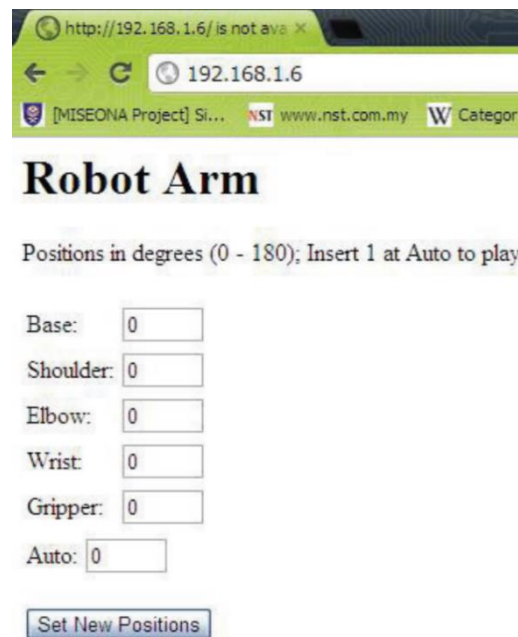 http://192.168.1.6/ is not ava
192.168.1.6
[MISEONA Project] Si... NST www.nst.com.my W Categor
Robot Arm
Positions in degrees (0 - 180); Insert 1 at Auto to play
Base: 0
Shoulder: 0
Elbow: 0
Wrist: 0
Gripper: 0
Auto: 0
Set New Positions